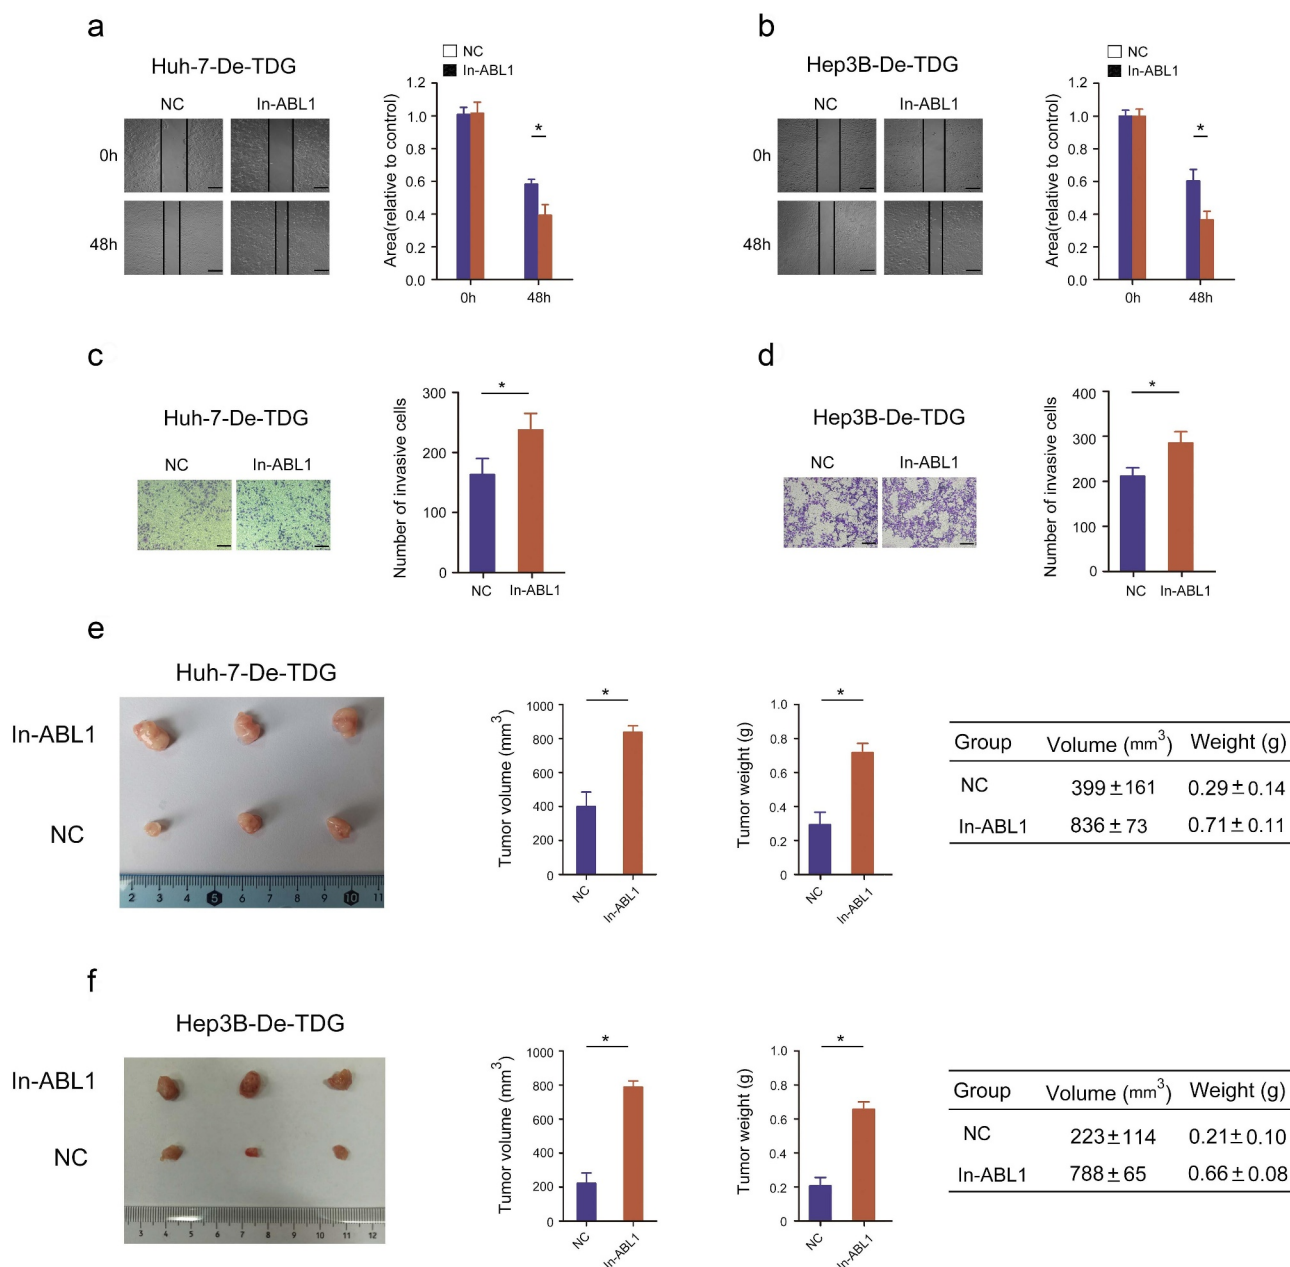 a
Huh-7-De-TDG
NC In-ABL1
0h
48h
NC
In-ABL1
Area(relative to control)
1.2
1.0
0.8
0.6
0.4
0.2
0.0
*
0h 48h
b
Hep3B-De-TDG
NC In-ABL1
0h
48h
NC
In-ABL1
Area(relative to control)
1.2
1.0
0.8
0.6
0.4
0.2
0.0
*
0h 48h
c
Huh-7-De-TDG
NC In-ABL1
Number of invasive cells
300
200
100
0
*
NC In-ABL1
d
Hep3B-De-TDG
NC In-ABL1
Number of invasive cells
400
300
200
100
0
*
NC In-ABL1
e
Huh-7-De-TDG
In-ABL1
NC
2 3 4 5 6 7 8 9 10 11
Tumor volume (mm³)
1000
800
600
400
200
0
*
NC In-ABL1
Tumor weight (g)
1.0
0.8
0.6
0.4
0.2
0
*
NC In-ABL1
Group Volume (mm³) Weight (g)
NC 399±161 0.29±0.14
In-ABL1 836±73 0.71±0.11
f
Hep3B-De-TDG
In-ABL1
NC
3 4 5 6 7 8 9 10 11 12
Tumor volume (mm³)
1000
800
600
400
200
0
*
NC In-ABL1
Tumor weight (g)
1.0
0.8
0.6
0.4
0.2
0
*
NC In-ABL1
Group Volume (mm³) Weight (g)
NC 223±114 0.21±0.10
In-ABL1 788±65 0.66±0.08